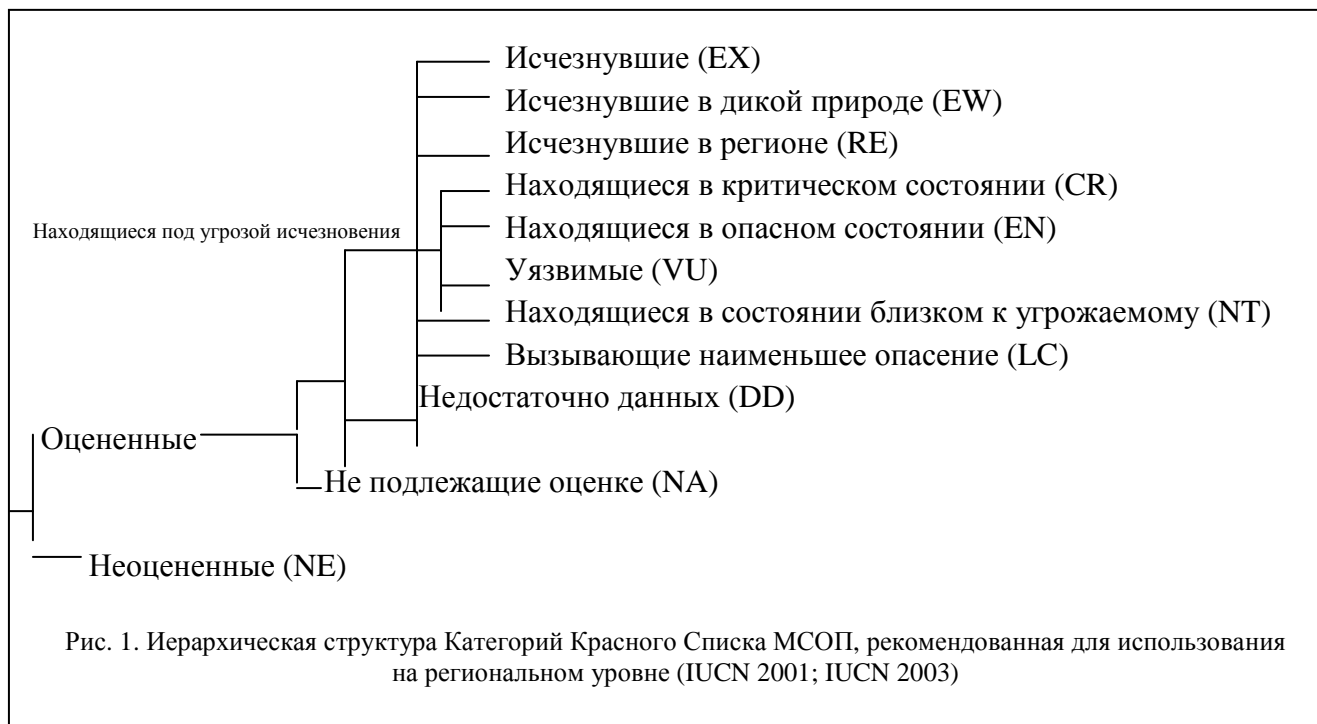 Исчезнувшие (EX)
Исчезнувшие в дикой природе (EW)
Исчезнувшие в регионе (RE)
Находящиеся в критическом состоянии (CR)
Находящиеся под угрозой исчезновения
Находящиеся в опасном состоянии (EN)
Уязвимые (VU)
Находящиеся в состоянии близком к угрожаемому (NT)
Вызывающие наименьшее опасение (LC)
Недостаточно данных (DD)
Оцененные
Не подлежащие оценке (NA)
Неоцененные (NE)
Рис. 1. Иерархическая структура Категорий Красного Списка МСОП, рекомендованная для использования
на региональном уровне (IUCN 2001; IUCN 2003)